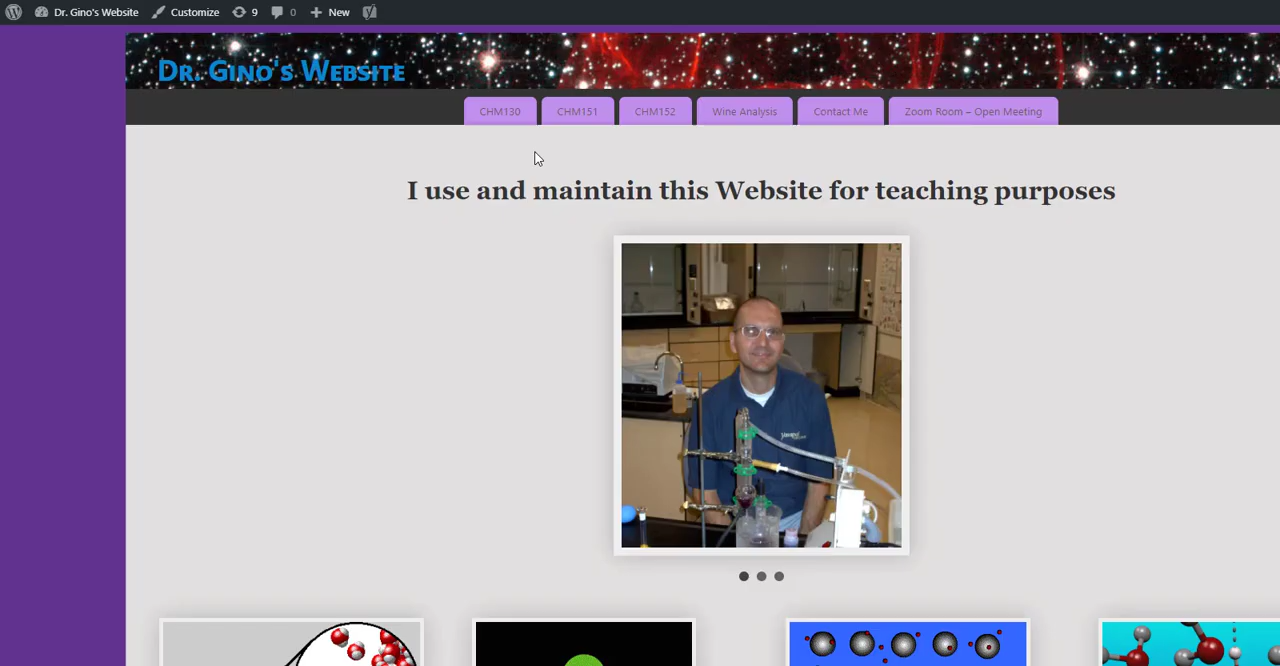 Dr. Gino's Website Customize 9 0 New
Dr. Gino's Website
CHM130 CHM151 CHM152 Wine Analysis Contact Me Zoom Room – Open Meeting
I use and maintain this Website for teaching purposes